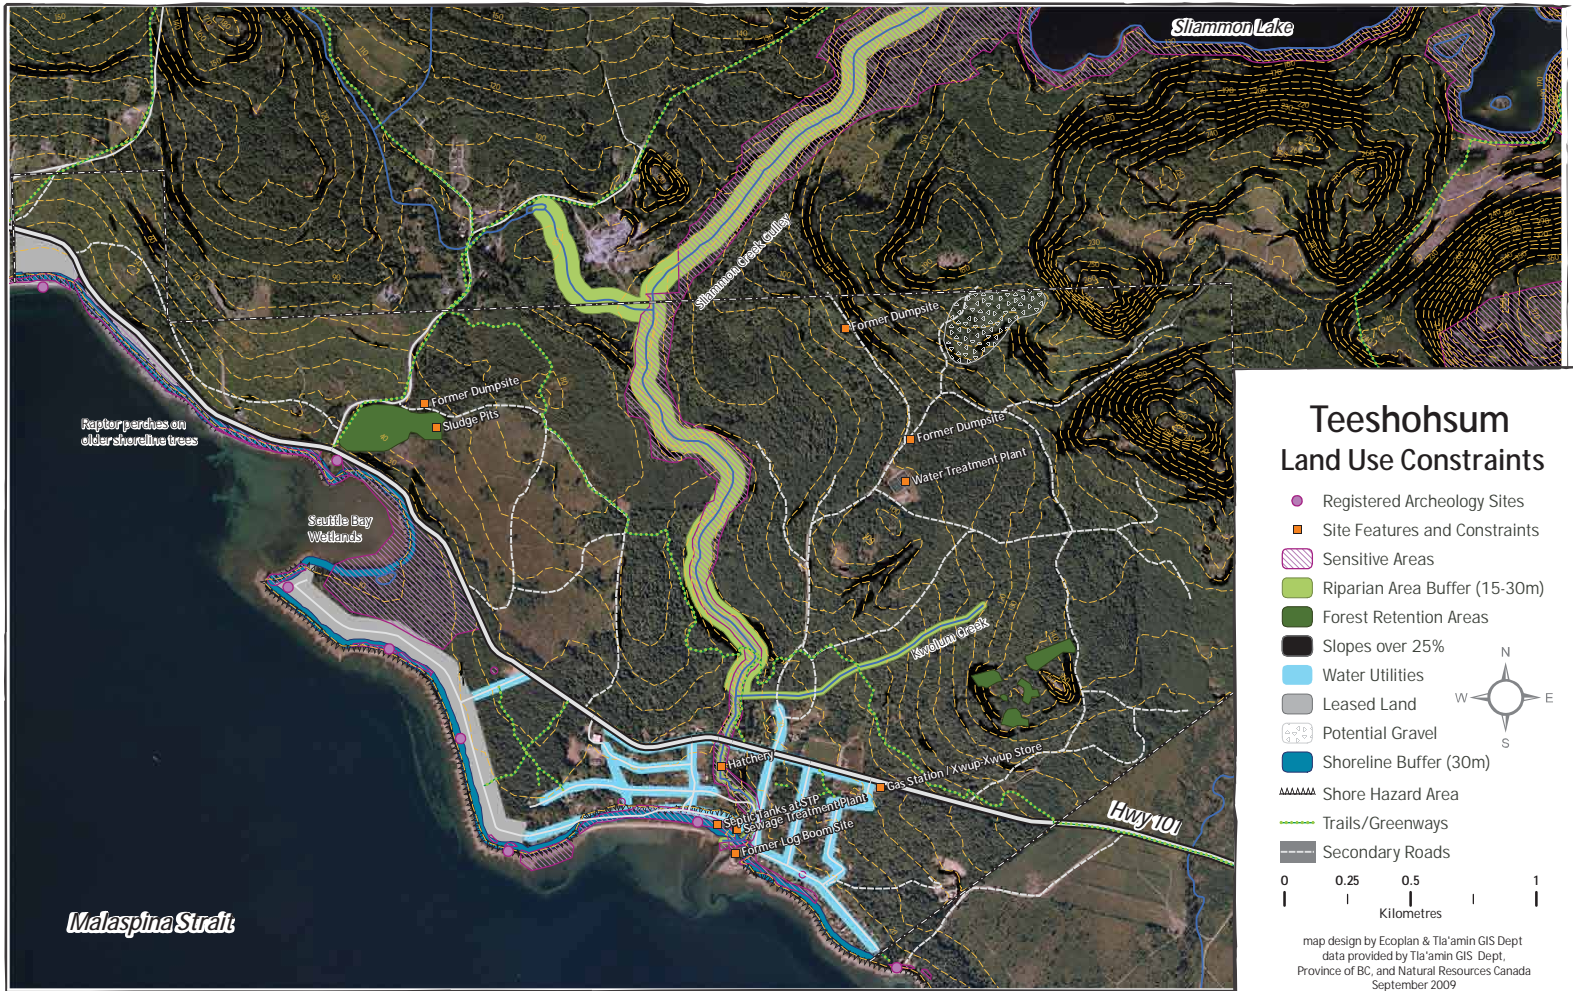 Sliammon Lake
Sliammon Creek Gulley
Former Dumpsite
Former Dumpsite
Sludge Pits
Former Dumpsite
Water Treatment Plant
Raptor perches on
older shoreline trees
Scuttle Bay
Wetlands
Kwolum Creek
Hatchery
Gas Station / Xwup-Xwup Store
Septic Tanks at STP
Sewage Treatment Plant
Former Log Boom Site
Hwy 101
Malaspina Strait
Teeshohsum
Land Use Constraints
Registered Archeology Sites
Site Features and Constraints
Sensitive Areas
Riparian Area Buffer (15-30m)
Forest Retention Areas
Slopes over 25%
Water Utilities
Leased Land
Potential Gravel
Shoreline Buffer (30m)
Shore Hazard Area
Trails/Greenways
Secondary Roads
N
W
E
S
0 0.25 0.5 1
Kilometres
map design by Ecoplan & Tla'amin GIS Dept
data provided by Tla'amin GIS Dept,
Province of BC, and Natural Resources Canada
September 2009